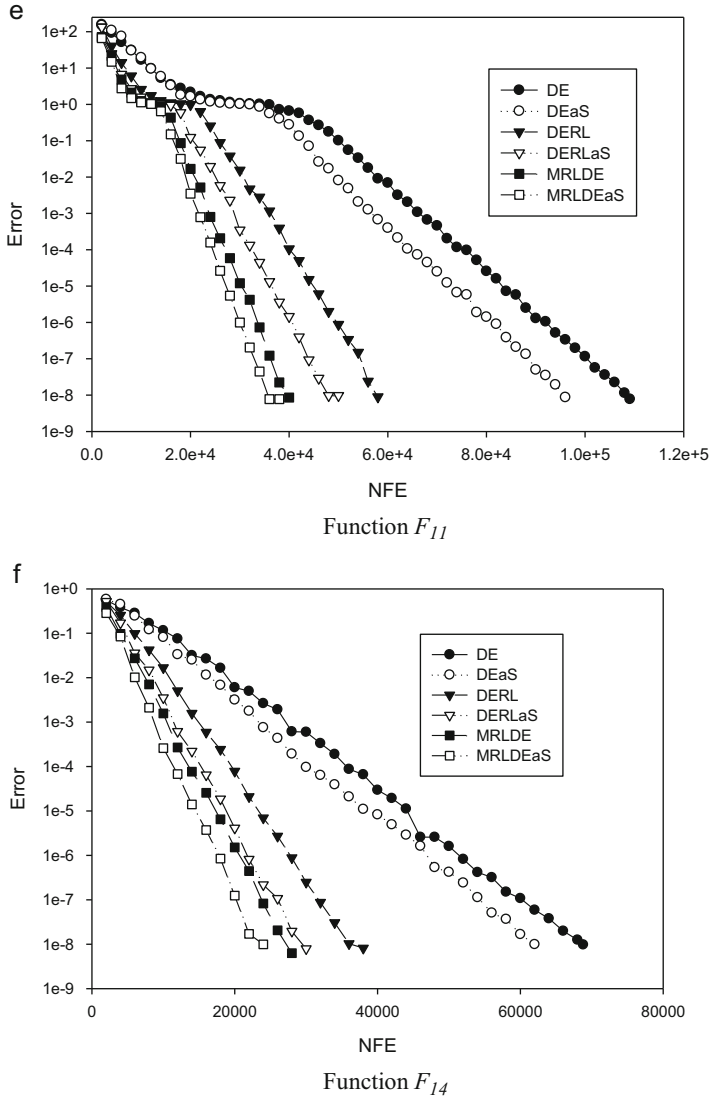 e
1e+2
1e+1
1e+0
1e-1
1e-2
1e-3
1e-4
1e-5
1e-6
1e-7
1e-8
1e-9
Error
DE
DEaS
DERL
DERLaS
MRLDE
MRLDEaS
0.0 2.0e+4 4.0e+4 6.0e+4 8.0e+4 1.0e+5 1.2e+5
NFE
Function F11
f
1e+0
1e-1
1e-2
1e-3
1e-4
1e-5
1e-6
1e-7
1e-8
1e-9
Error
DE
DEaS
DERL
DERLaS
MRLDE
MRLDEaS
0 20000 40000 60000 80000
NFE
Function F14